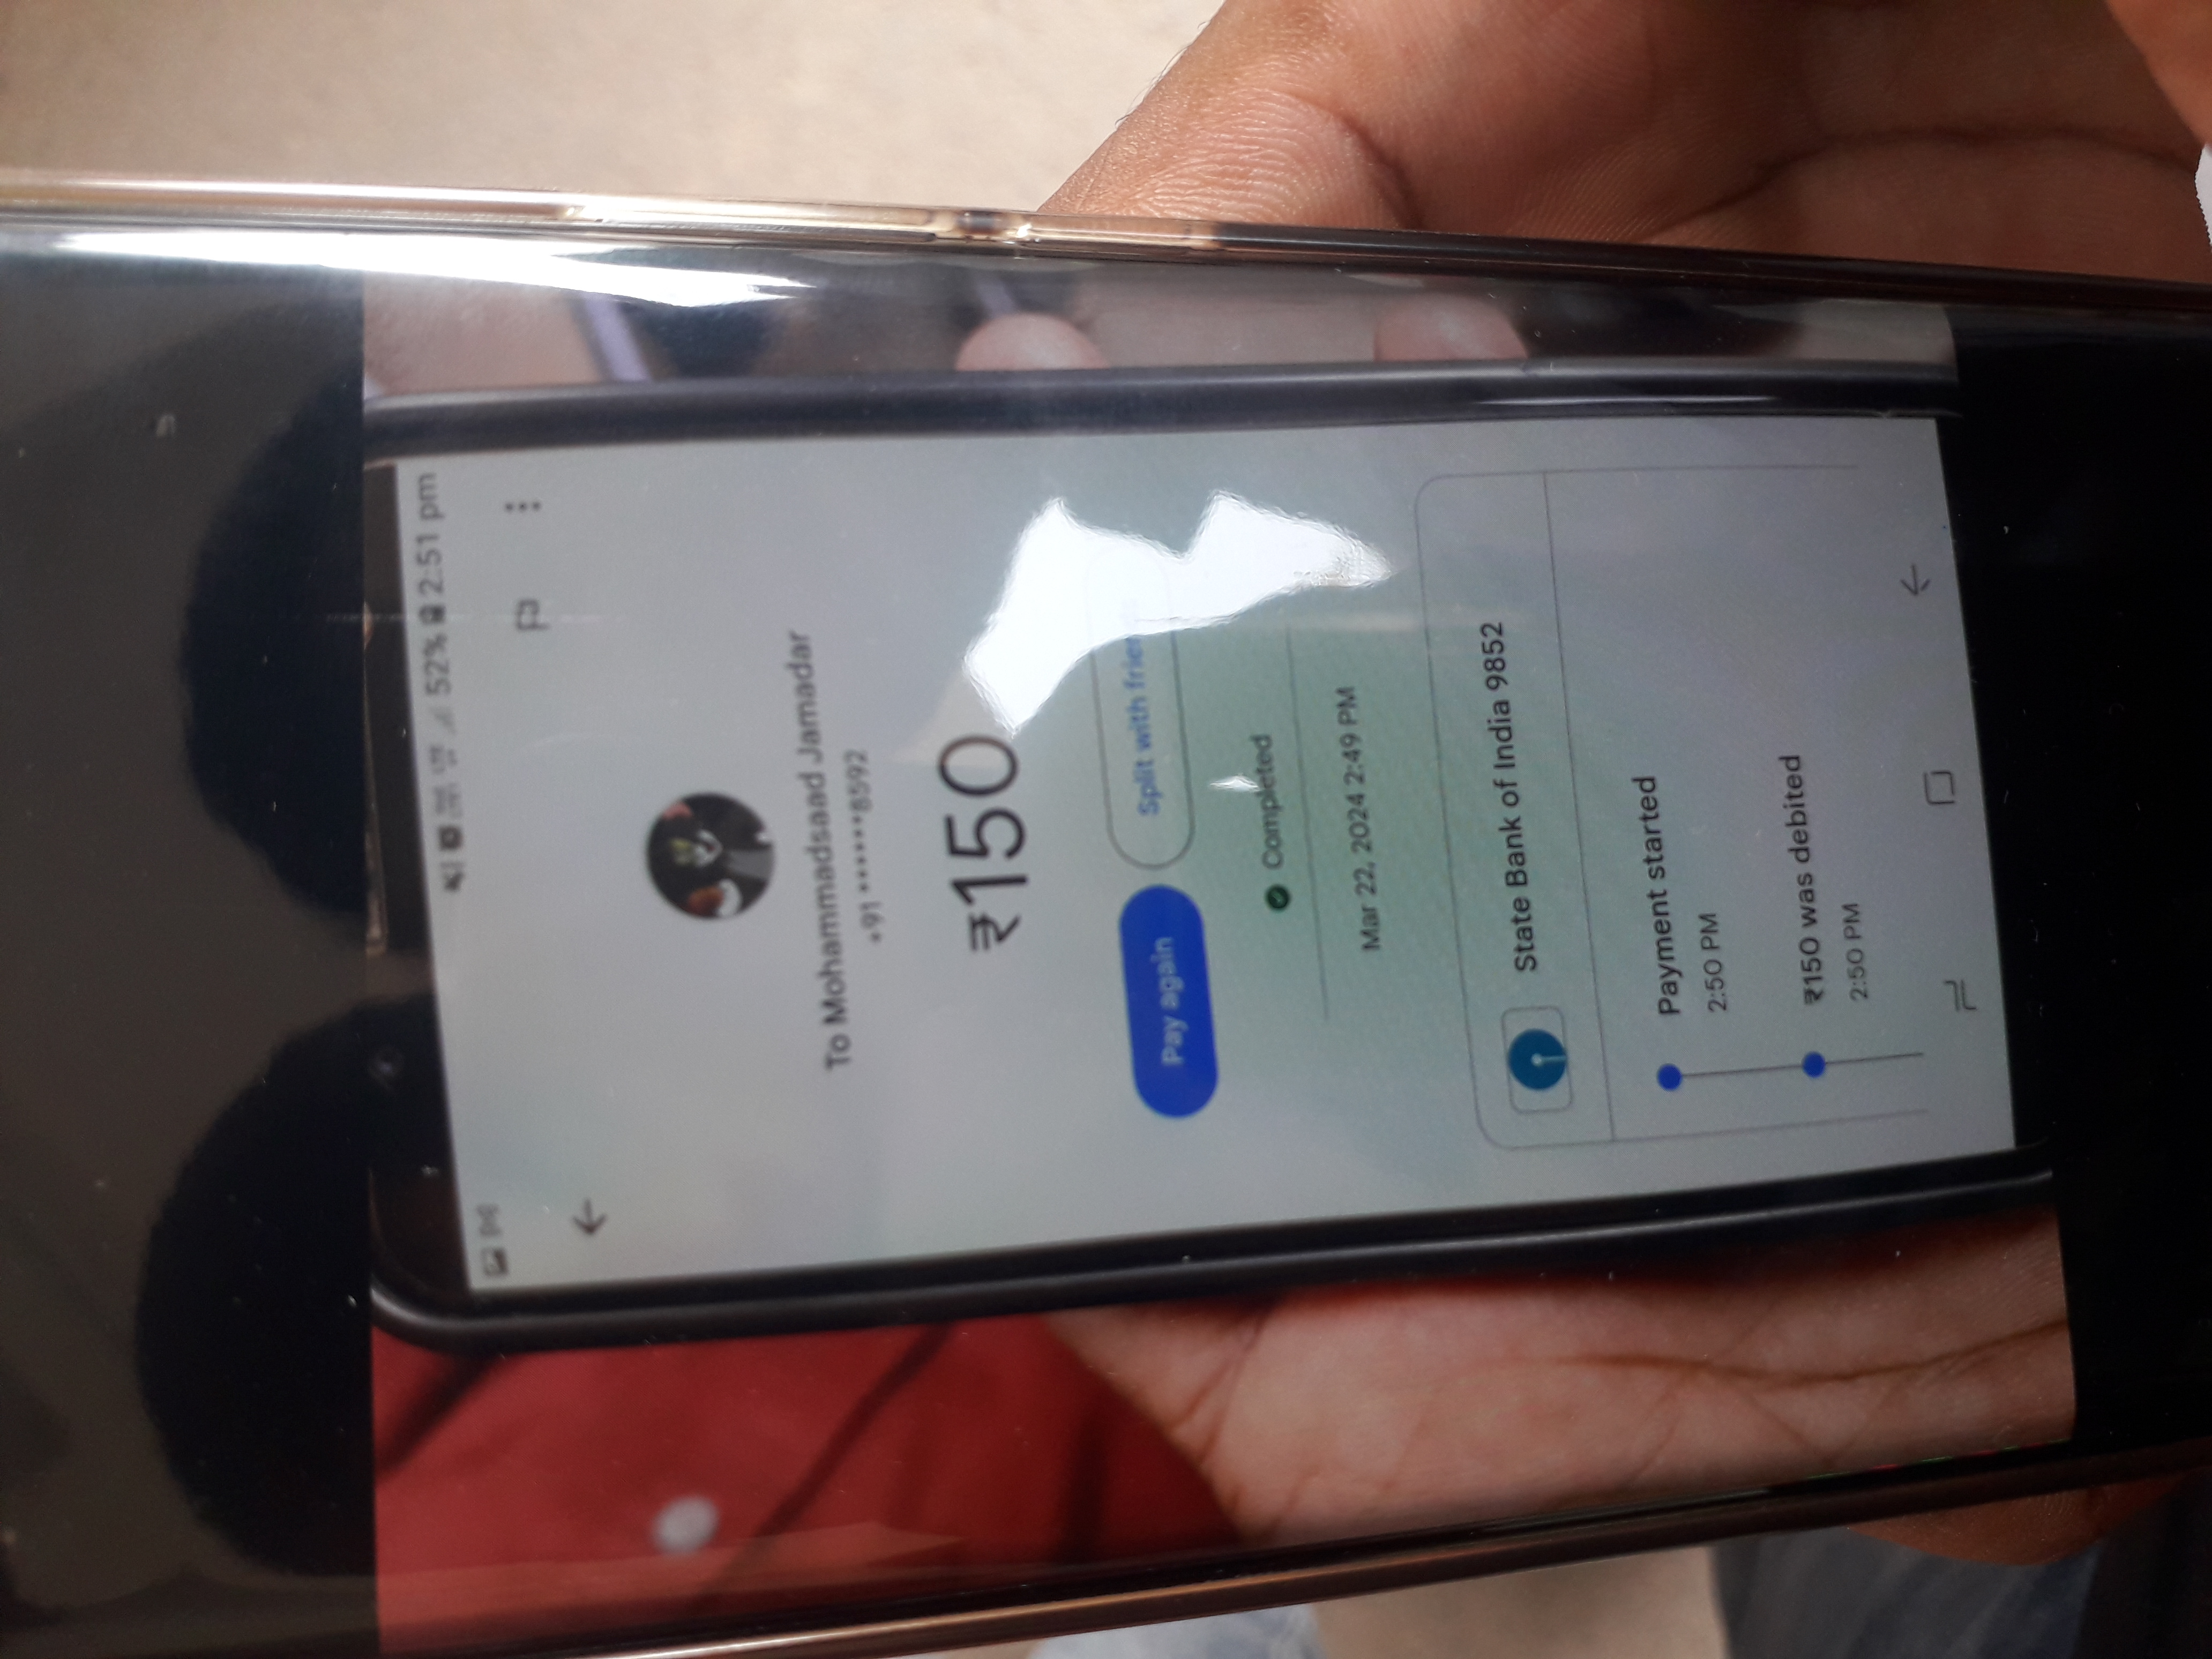 52% 2:51 pm
To Mohammadsaad Jamadar
+91 ******8592
₹150
Pay again
Split with friends
Completed
Mar 22, 2024 2:49 PM
State Bank of India 9852
Payment started
2:50 PM
₹150 was debited
2:50 PM